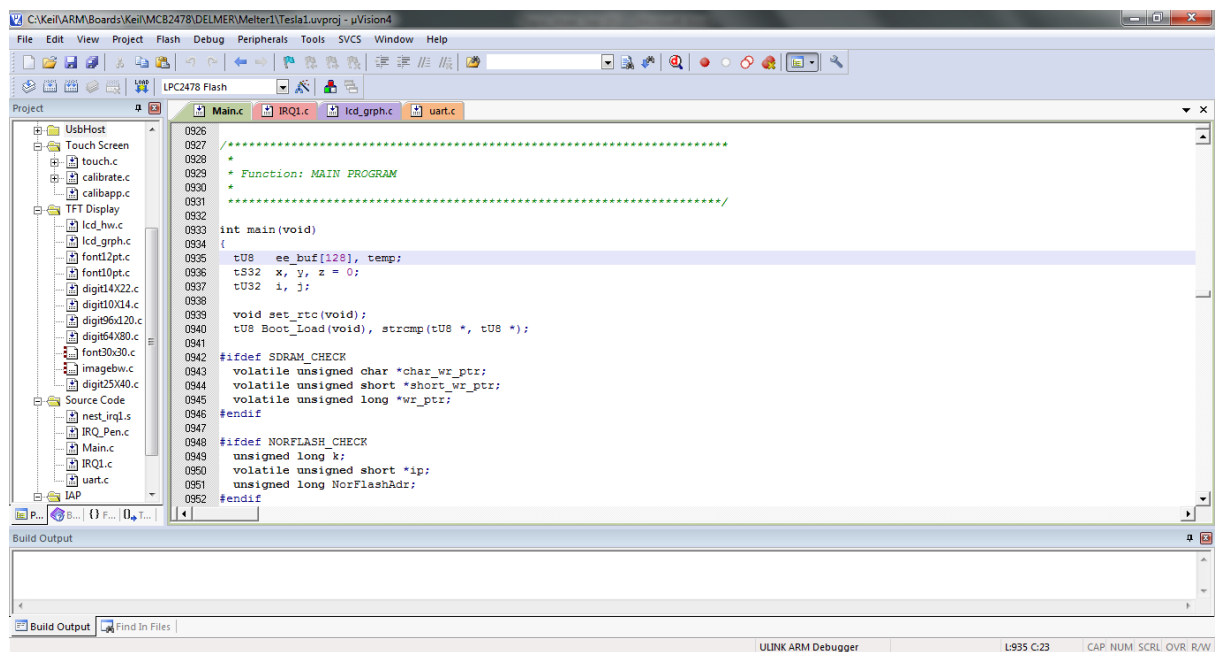 C:\Keil\ARM\Boards\Keil\MCB2478\DELMER\Melter1\Tesla1.uvproj - µVision4
File Edit View Project Flash Debug Peripherals Tools SVCS Window Help
LOAD LPC2478 Flash
Project
Main.c IRQ1.c lcd_grph.c uart.c
UsbHost
Touch Screen
touch.c
calibrate.c
calibapp.c
TFT Display
lcd_hw.c
lcd_grph.c
font12pt.c
font10pt.c
digit14X22.c
digit10X14.c
digit96x120.c
digit64X80.c
font30x30.c
imagebw.c
digit25X40.c
Source Code
nest_irq1.s
IRQ_Pen.c
Main.c
IRQ1.c
uart.c
IAP
P... B... {} F... 0 T...
0926
0927 /***********************************************************************
0928 *
0929 * Function: MAIN PROGRAM
0930 *
0931 **********************************************************************/
0932
0933 int main(void)
0934 {
0935 tU8 ee_buf[128], temp;
0936 tS32 x, y, z = 0;
0937 tU32 i, j;
0938
0939 void set_rtc(void);
0940 tU8 Boot_Load(void), strcmp(tU8 *, tU8 *);
0941
0942 #ifdef SDRAM_CHECK
0943 volatile unsigned char *char_wr_ptr;
0944 volatile unsigned short *short_wr_ptr;
0945 volatile unsigned long *wr_ptr;
0946 #endif
0947
0948 #ifdef NORFLASH_CHECK
0949 unsigned long k;
0950 volatile unsigned short *ip;
0951 unsigned long NorFlashAdr;
0952 #endif
Build Output
Build Output Find In Files
ULINK ARM Debugger L:935 C:23 CAP NUM SCRL OVR R/W